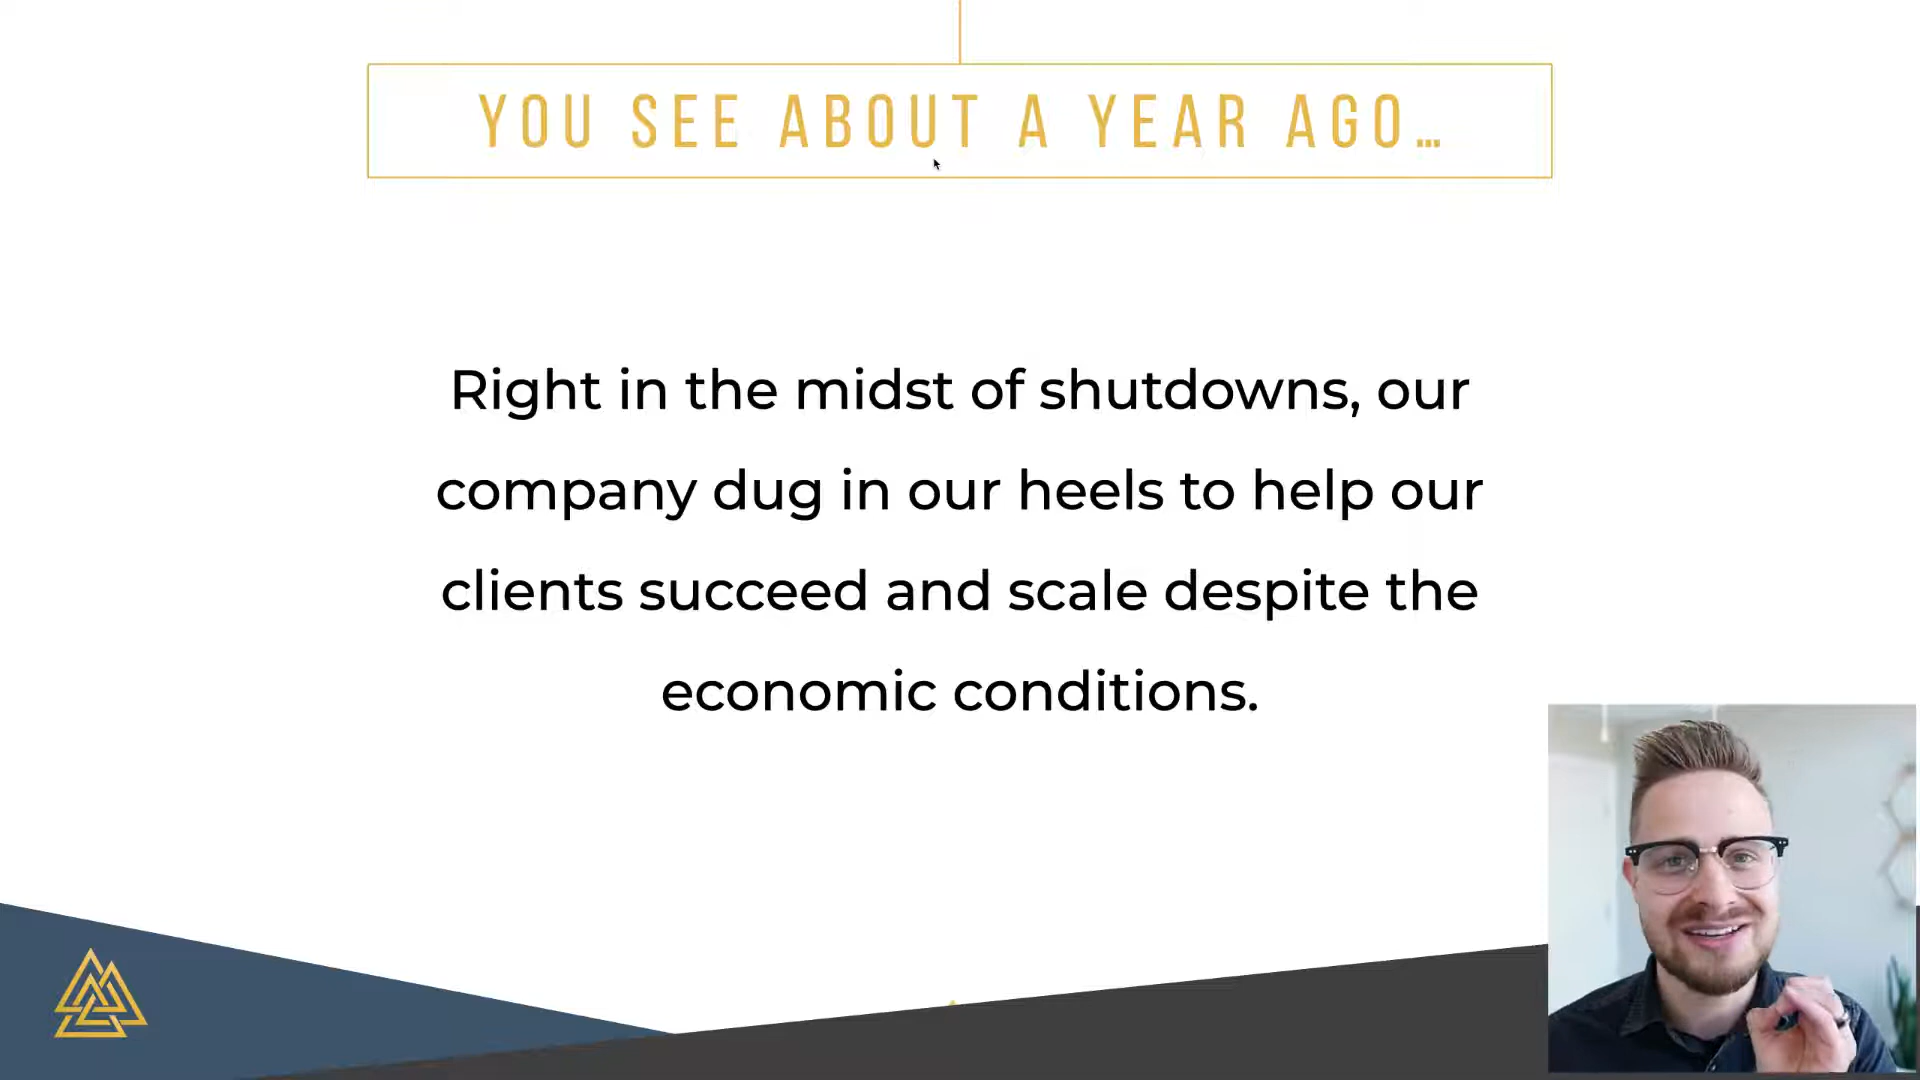 YOU SEE ABOUT A YEAR AGO…
Right in the midst of shutdowns, our
company dug in our heels to help our
clients succeed and scale despite the
economic conditions.